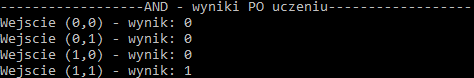 ------------------AND - wyniki PO uczeniu------------------
Wejscie (0,0) - wynik: 0
Wejscie (0,1) - wynik: 0
Wejscie (1,0) - wynik: 0
Wejscie (1,1) - wynik: 1